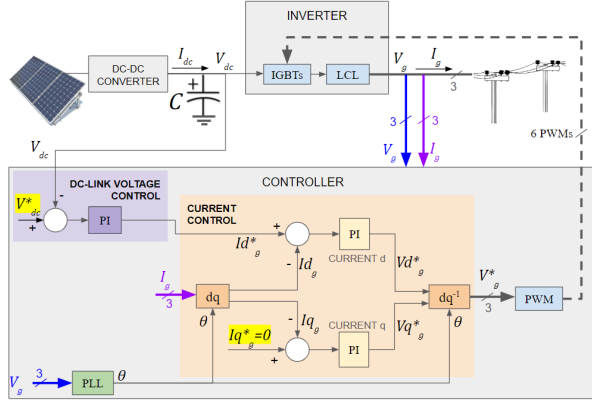 INVERTER
DC-DC
CONVERTER
I_dc
V_dc
IGBTs
LCL
V_g
I_g
3
C
+
3
3
V_g
I_g
6 PWMs
V_dc
CONTROLLER
DC-LINK VOLTAGE
CONTROL
V*_dc
+
-
PI
CURRENT
CONTROL
Id*_g
+
-
Id_g
PI
CURRENT d
Vd*_g
I_g
3
dq
θ
Iq_g
-
Iq*_g=0
+
PI
CURRENT q
Vq*_g
dq⁻¹
θ
V*_g
3
PWM
V_g
3
PLL
θ